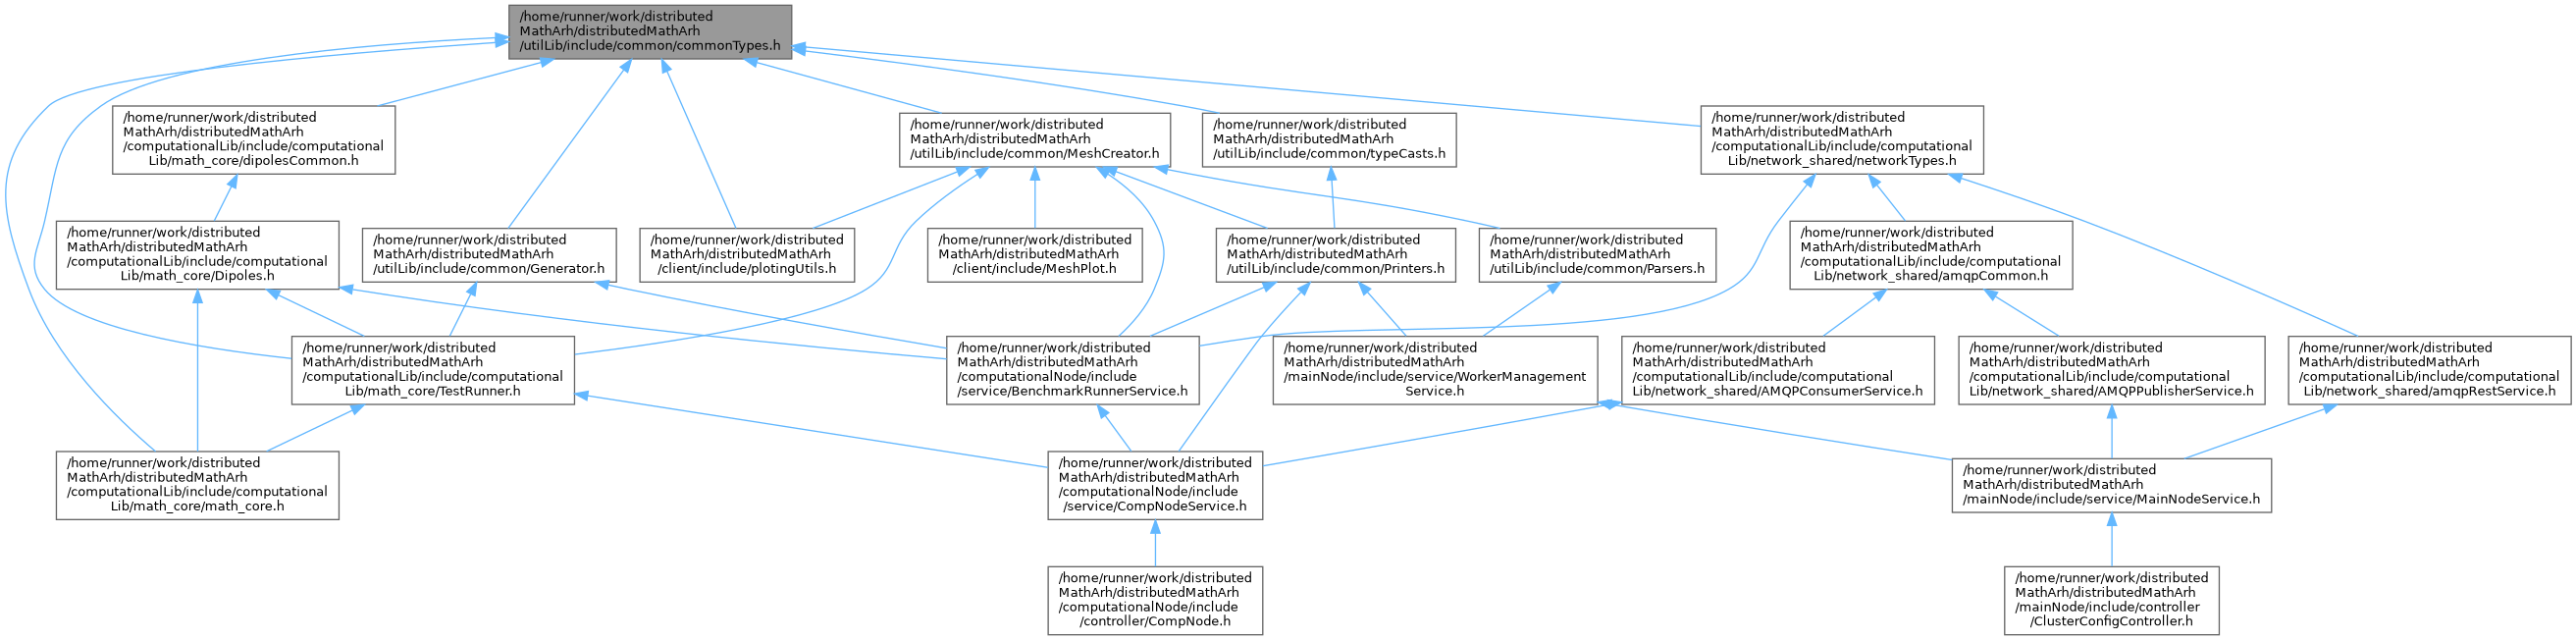 /home/runner/work/distributed
MathArh/distributedMathArh
/utilLib/include/common/commonTypes.h
/home/runner/work/distributed
MathArh/distributedMathArh
/computationalLib/include/computational
Lib/math_core/dipolesCommon.h
/home/runner/work/distributed
MathArh/distributedMathArh
/utilLib/include/common/MeshCreator.h
/home/runner/work/distributed
MathArh/distributedMathArh
/utilLib/include/common/typeCasts.h
/home/runner/work/distributed
MathArh/distributedMathArh
/computationalLib/include/computational
Lib/network_shared/networkTypes.h
/home/runner/work/distributed
MathArh/distributedMathArh
/computationalLib/include/computational
Lib/math_core/Dipoles.h
/home/runner/work/distributed
MathArh/distributedMathArh
/utilLib/include/common/Generator.h
/home/runner/work/distributed
MathArh/distributedMathArh
/client/include/plotingUtils.h
/home/runner/work/distributed
MathArh/distributedMathArh
/client/include/MeshPlot.h
/home/runner/work/distributed
MathArh/distributedMathArh
/utilLib/include/common/Printers.h
/home/runner/work/distributed
MathArh/distributedMathArh
/utilLib/include/common/Parsers.h
/home/runner/work/distributed
MathArh/distributedMathArh
/computationalLib/include/computational
Lib/network_shared/amqpCommon.h
/home/runner/work/distributed
MathArh/distributedMathArh
/computationalLib/include/computational
Lib/math_core/TestRunner.h
/home/runner/work/distributed
MathArh/distributedMathArh
/computationalNode/include
/service/BenchmarkRunnerService.h
/home/runner/work/distributed
MathArh/distributedMathArh
/mainNode/include/service/WorkerManagement
Service.h
/home/runner/work/distributed
MathArh/distributedMathArh
/computationalLib/include/computational
Lib/network_shared/AMQPConsumerService.h
/home/runner/work/distributed
MathArh/distributedMathArh
/computationalLib/include/computational
Lib/network_shared/AMQPPublisherService.h
/home/runner/work/distributed
MathArh/distributedMathArh
/computationalLib/include/computational
Lib/network_shared/amqpRestService.h
/home/runner/work/distributed
MathArh/distributedMathArh
/computationalLib/include/computational
Lib/math_core/math_core.h
/home/runner/work/distributed
MathArh/distributedMathArh
/computationalNode/include
/service/CompNodeService.h
/home/runner/work/distributed
MathArh/distributedMathArh
/mainNode/include/service/MainNodeService.h
/home/runner/work/distributed
MathArh/distributedMathArh
/computationalNode/include
/controller/CompNode.h
/home/runner/work/distributed
MathArh/distributedMathArh
/mainNode/include/controller
/ClusterConfigController.h